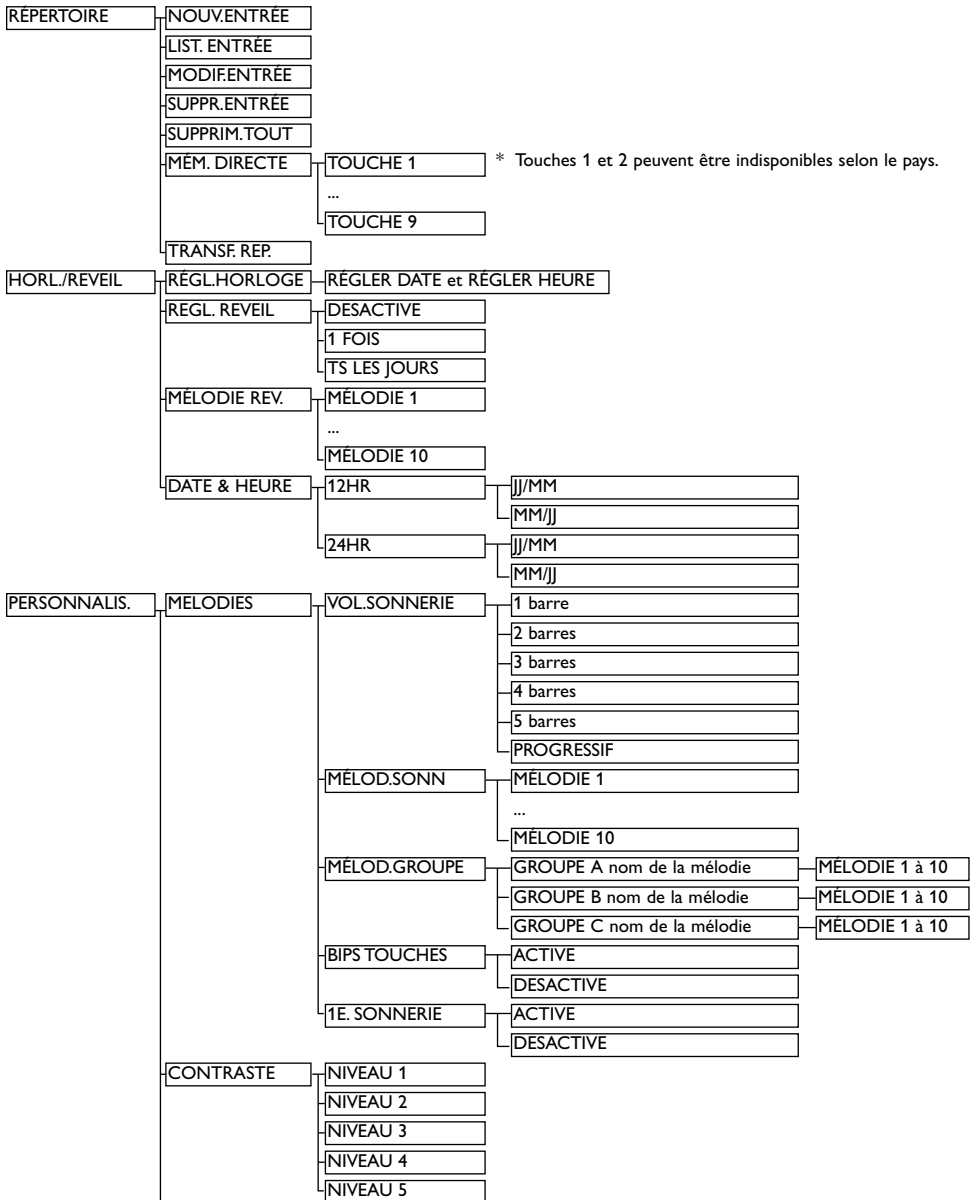 RÉPERTOIRE NOUV.ENTRÉE
LIST. ENTRÉE
MODIF.ENTRÉE
SUPPR.ENTRÉE
SUPPRIM.TOUT
MÉM. DIRECTE TOUCHE 1 * Touches 1 et 2 peuvent être indisponibles selon le pays.
...
TOUCHE 9
TRANSF. REP.
HORL./REVEIL RÉGL.HORLOGE RÉGLER DATE et RÉGLER HEURE
REGL. REVEIL DESACTIVE
1 FOIS
TS LES JOURS
MÉLODIE REV. MÉLODIE 1
...
MÉLODIE 10
DATE & HEURE 12HR JJ/MM
MM/JJ
24HR JJ/MM
MM/JJ
PERSONNALIS. MELODIES VOL.SONNERIE 1 barre
2 barres
3 barres
4 barres
5 barres
PROGRESSIF
MÉLOD.SONN MÉLODIE 1
...
MÉLODIE 10
MÉLOD.GROUPE GROUPE A nom de la mélodie MÉLODIE 1 à 10
GROUPE B nom de la mélodie MÉLODIE 1 à 10
GROUPE C nom de la mélodie MÉLODIE 1 à 10
BIPS TOUCHES ACTIVE
DESACTIVE
1E. SONNERIE ACTIVE
DESACTIVE
CONTRASTE NIVEAU 1
NIVEAU 2
NIVEAU 3
NIVEAU 4
NIVEAU 5